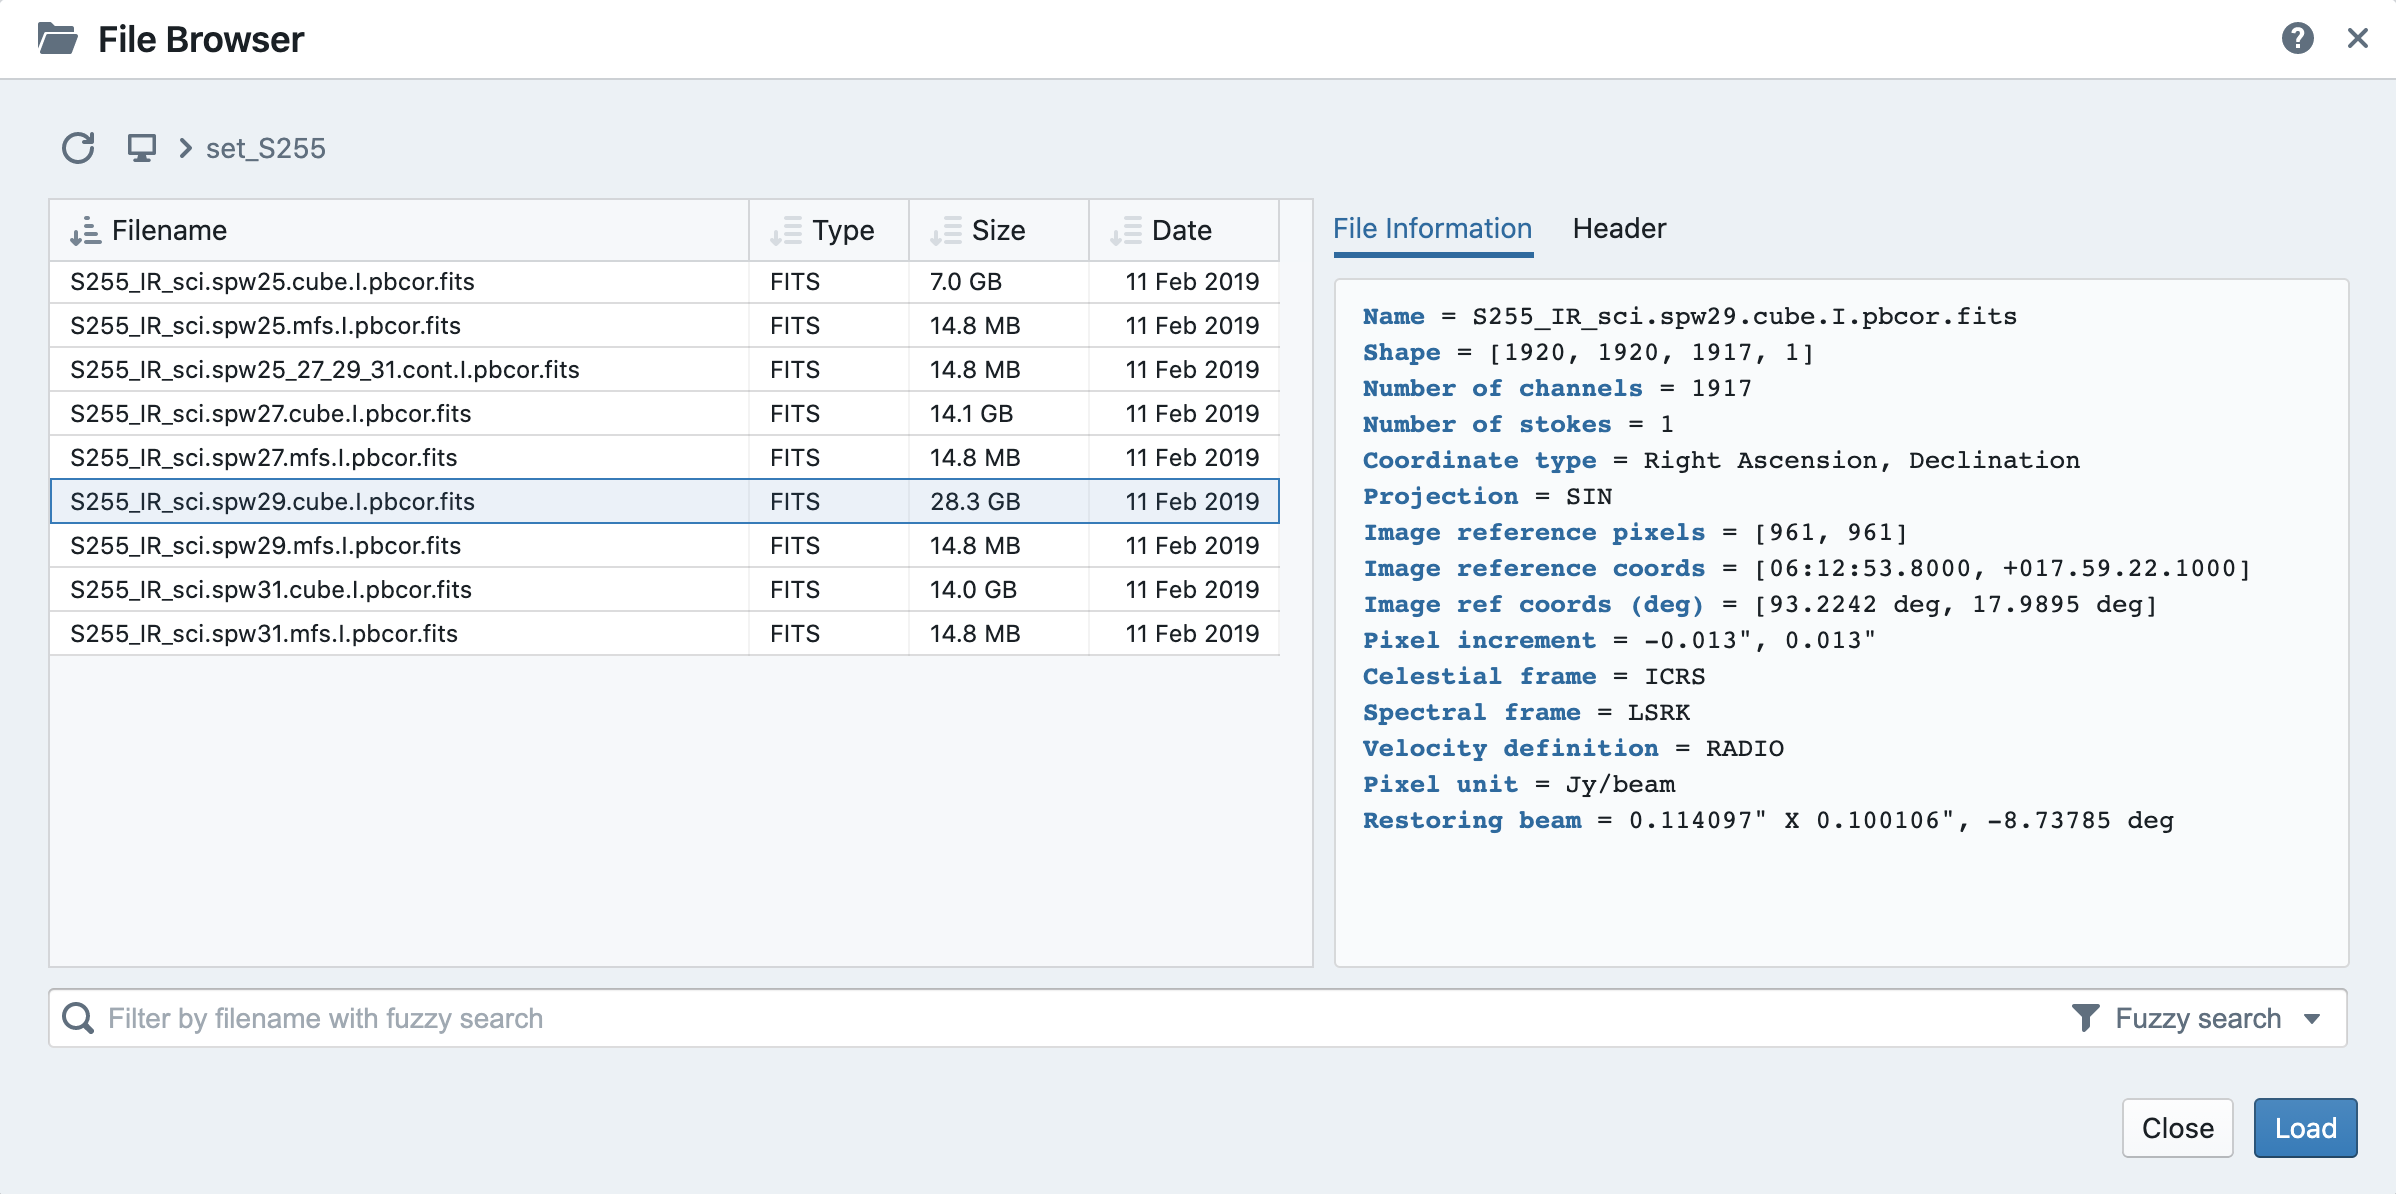 File Browser
set_S255
Filename Type Size Date
S255_IR_sci.spw25.cube.I.pbcor.fits FITS 7.0 GB 11 Feb 2019
S255_IR_sci.spw25.mfs.I.pbcor.fits FITS 14.8 MB 11 Feb 2019
S255_IR_sci.spw25_27_29_31.cont.I.pbcor.fits FITS 14.8 MB 11 Feb 2019
S255_IR_sci.spw27.cube.I.pbcor.fits FITS 14.1 GB 11 Feb 2019
S255_IR_sci.spw27.mfs.I.pbcor.fits FITS 14.8 MB 11 Feb 2019
S255_IR_sci.spw29.cube.I.pbcor.fits FITS 28.3 GB 11 Feb 2019
S255_IR_sci.spw29.mfs.I.pbcor.fits FITS 14.8 MB 11 Feb 2019
S255_IR_sci.spw31.cube.I.pbcor.fits FITS 14.0 GB 11 Feb 2019
S255_IR_sci.spw31.mfs.I.pbcor.fits FITS 14.8 MB 11 Feb 2019
File Information Header
Name = S255_IR_sci.spw29.cube.I.pbcor.fits
Shape = [1920, 1920, 1917, 1]
Number of channels = 1917
Number of stokes = 1
Coordinate type = Right Ascension, Declination
Projection = SIN
Image reference pixels = [961, 961]
Image reference coords = [06:12:53.8000, +017.59.22.1000]
Image ref coords (deg) = [93.2242 deg, 17.9895 deg]
Pixel increment = -0.013", 0.013"
Celestial frame = ICRS
Spectral frame = LSRK
Velocity definition = RADIO
Pixel unit = Jy/beam
Restoring beam = 0.114097" X 0.100106", -8.73785 deg
Filter by filename with fuzzy search Fuzzy search
Close Load